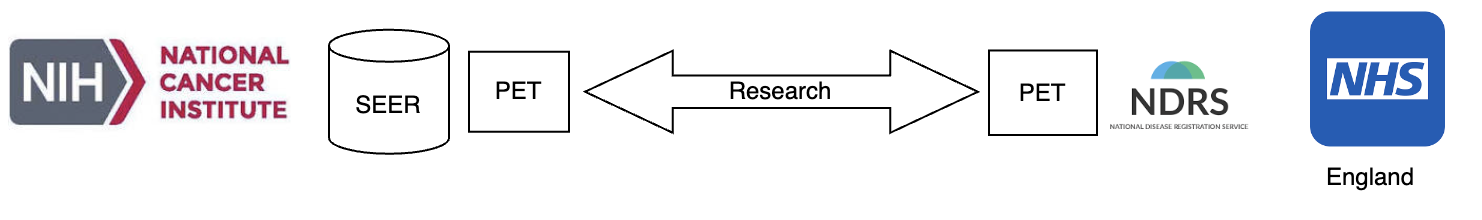 NIH
NATIONAL
CANCER
INSTITUTE
SEER
PET
Research
PET
NDRS
NATIONAL DISEASE REGISTRATION SERVICE
NHS
England